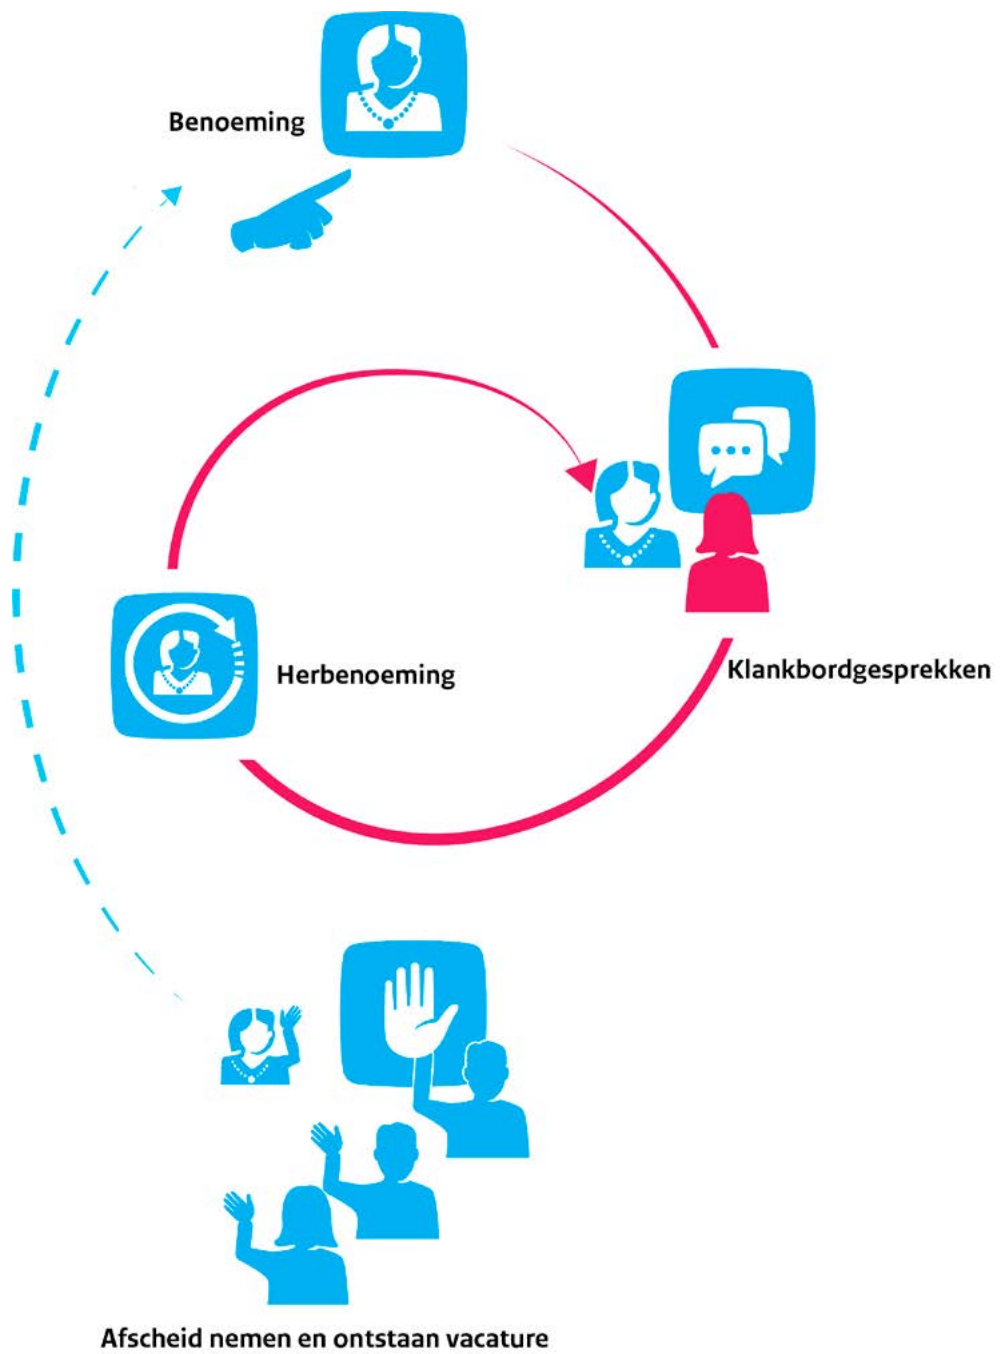 Benoeming
Klankbordgesprekken
Herbenoeming
Afscheid nemen en ontstaan vacature